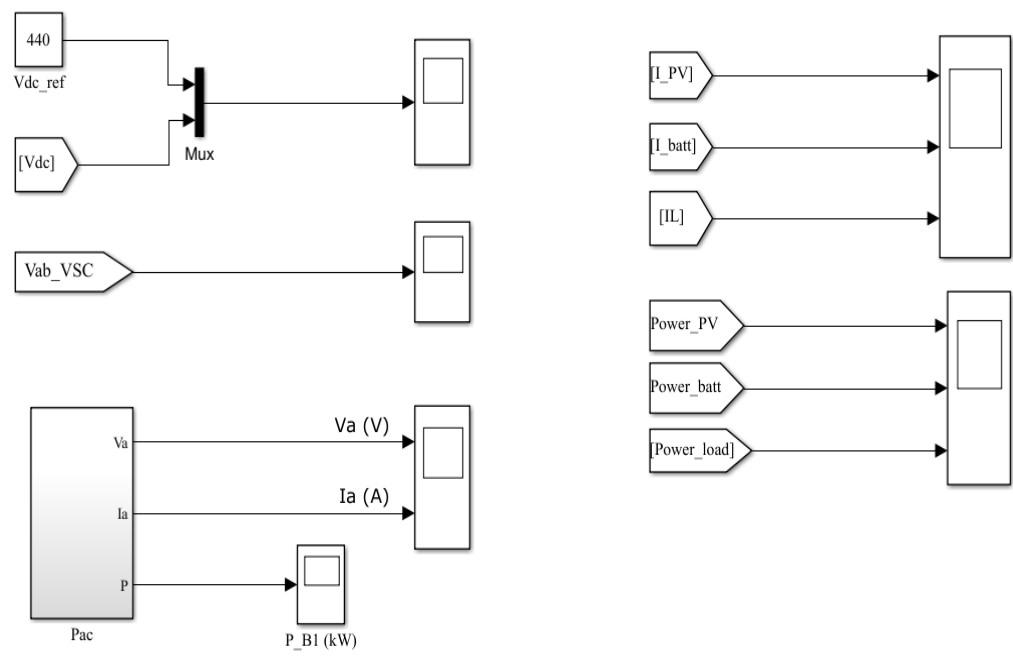 440
Vdc_ref
[Vdc]
Mux
Vab_VSC
Va
Va (V)
Ia
Ia (A)
P
P_B1 (kW)
Pac
[I_PV]
[I_batt]
[IL]
Power_PV
Power_batt
[Power_load]